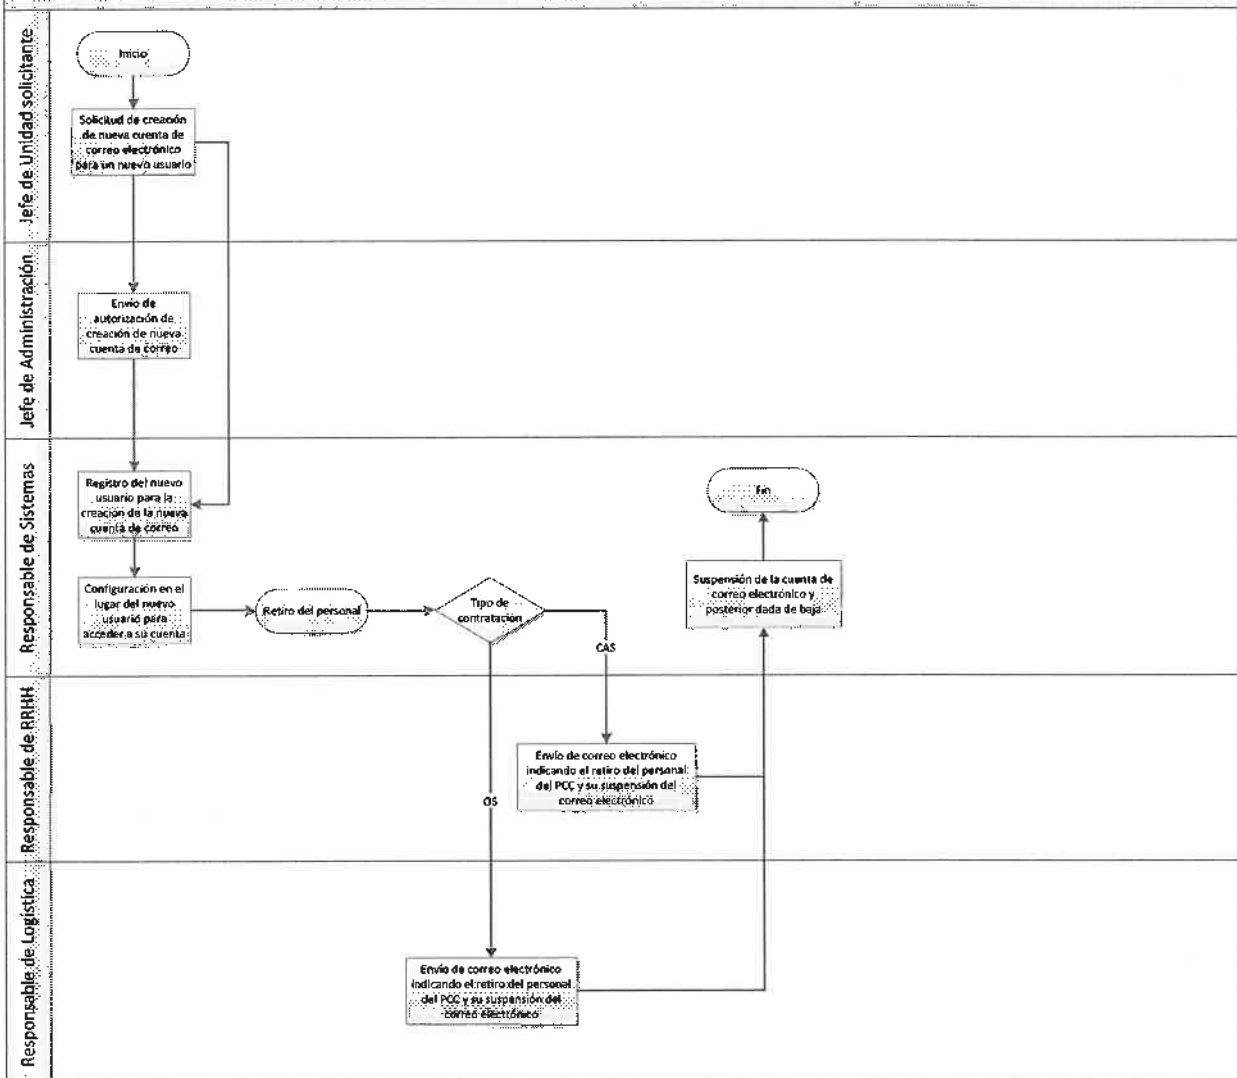 Jefe de Unidad solicitante
Inicio
Solicitud de creación
de nueva cuenta de
correo electrónico
para un nuevo usuario
Jefe de Administración
Envío de
autorización de
creación de nueva
cuenta de correo
Responsable de Sistemas
Registro del nuevo
usuario para la
creación de la nueva
cuenta de correo
Configuración en el
lugar del nuevo
usuario para
acceder a su cuenta
Retiro del personal
Tipo de
contratación
CAS
OS
Fin
Suspensión de la cuenta de
correo electrónico y
posterior dada de baja
Responsable de RRHH
Envío de correo electrónico
indicando el retiro del personal
del PCC y su suspensión del
correo electrónico
Responsable de Logística
Envío de correo electrónico
indicando el retiro del personal
del PCC y su suspensión del
correo electrónico